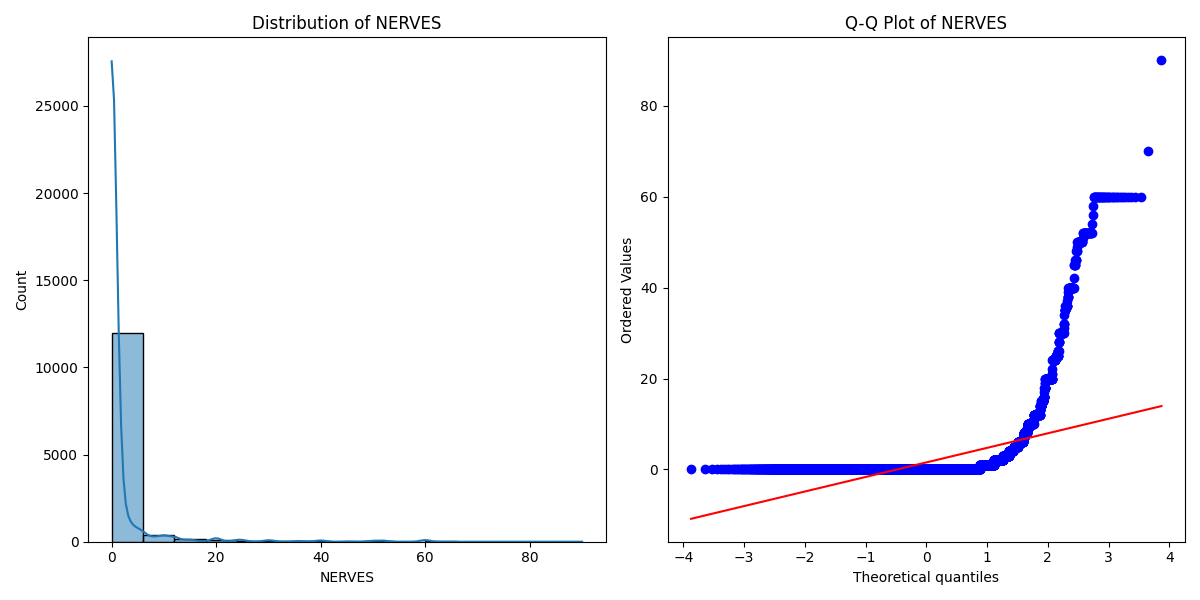 Distribution of NERVES
Count
25000
20000
15000
10000
5000
0
0 20 40 60 80
NERVES
Q-Q Plot of NERVES
Ordered Values
80
60
40
20
0
−4 −3 −2 −1 0 1 2 3 4
Theoretical quantiles